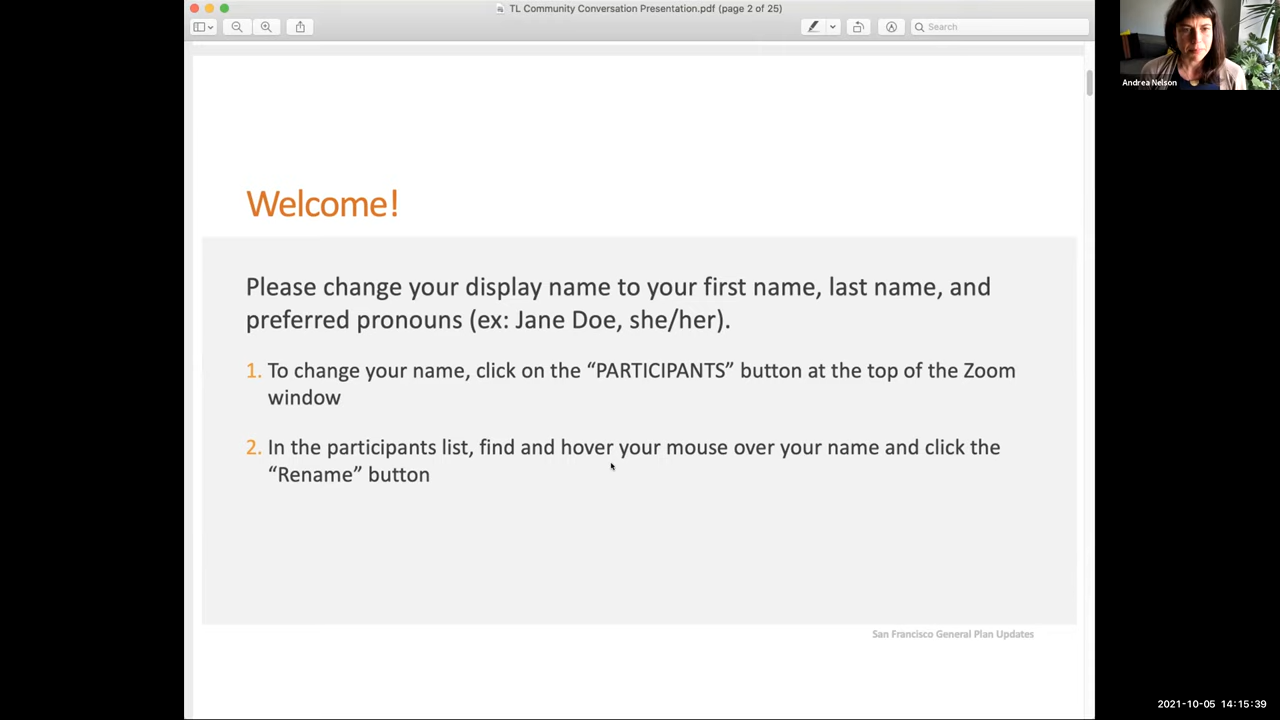 TL Community Conversation Presentation.pdf (page 2 of 25)
Search
Andrea Nelson
Welcome!
Please change your display name to your first name, last name, and
preferred pronouns (ex: Jane Doe, she/her).
1. To change your name, click on the “PARTICIPANTS” button at the top of the Zoom
window
2. In the participants list, find and hover your mouse over your name and click the
“Rename” button
San Francisco General Plan Updates
2021-10-05 14:15:39